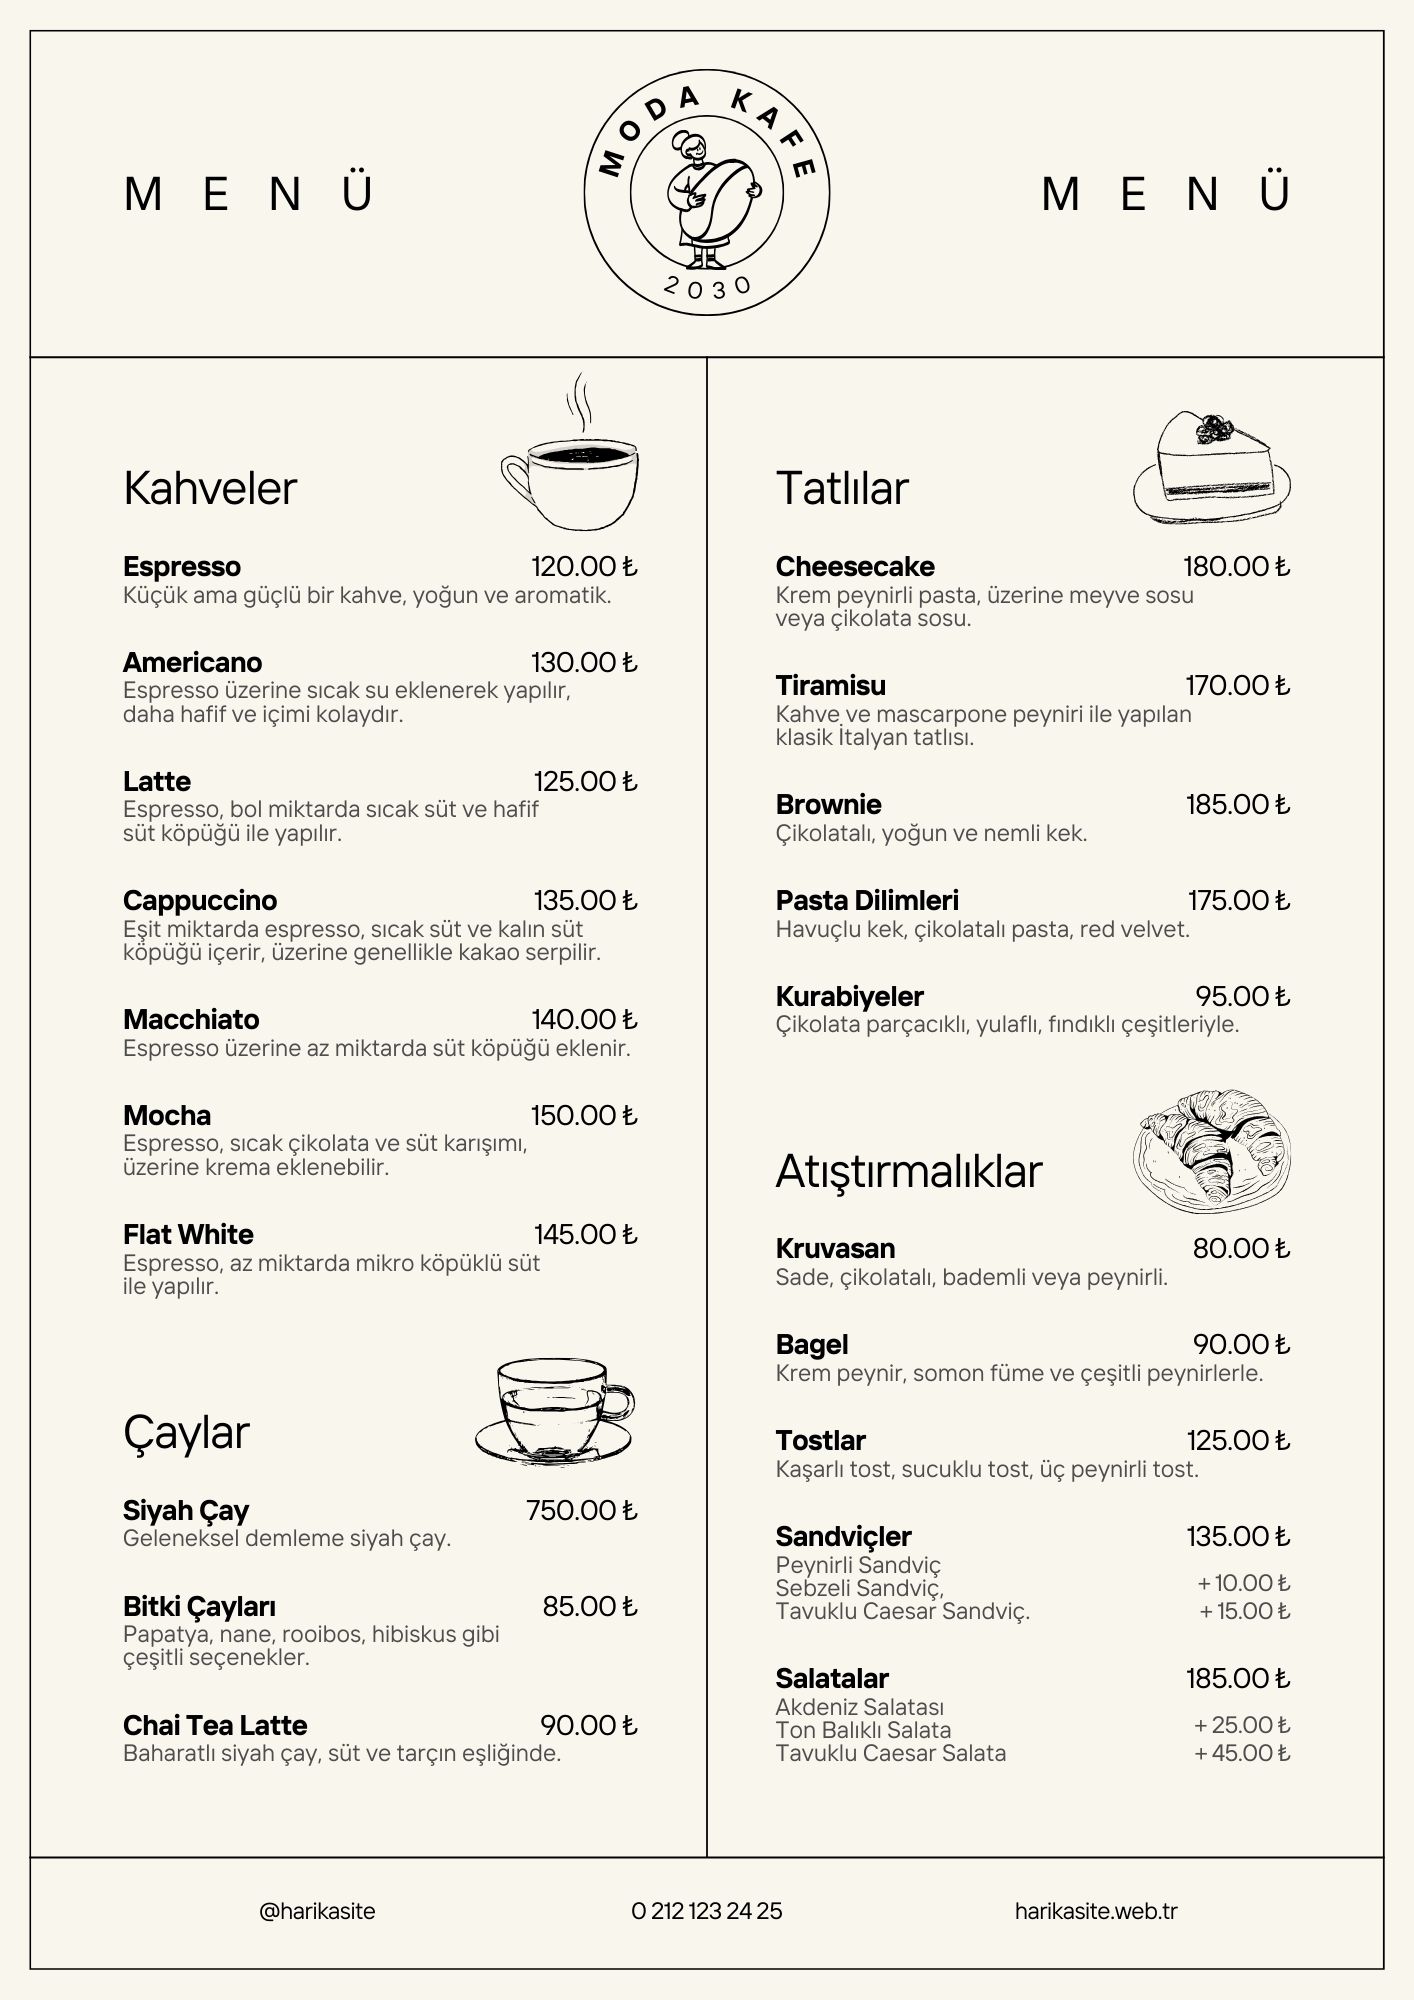 MENÜ
MODA KAFE
2030
MENÜ
Kahveler
Espresso 120.00 ₺
Küçük ama güçlü bir kahve, yoğun ve aromatik.
Americano 130.00 ₺
Espresso üzerine sıcak su eklenerek yapılır,
daha hafif ve içimi kolaydır.
Latte 125.00 ₺
Espresso, bol miktarda sıcak süt ve hafif
süt köpüğü ile yapılır.
Cappuccino 135.00 ₺
Eşit miktarda espresso, sıcak süt ve kalın süt
köpüğü içerir, üzerine genellikle kakao serpilir.
Macchiato 140.00 ₺
Espresso üzerine az miktarda süt köpüğü eklenir.
Mocha 150.00 ₺
Espresso, sıcak çikolata ve süt karışımı,
üzerine krema eklenebilir.
Flat White 145.00 ₺
Espresso, az miktarda mikro köpüklü süt
ile yapılır.
Çaylar
Siyah Çay 750.00 ₺
Geleneksel demleme siyah çay.
Bitki Çayları 85.00 ₺
Papatya, nane, rooibos, hibiskus gibi
çeşitli seçenekler.
Chai Tea Latte 90.00 ₺
Baharatlı siyah çay, süt ve tarçın eşliğinde.
Tatlılar
Cheesecake 180.00 ₺
Krem peynirli pasta, üzerine meyve sosu
veya çikolata sosu.
Tiramisu 170.00 ₺
Kahve ve mascarpone peyniri ile yapılan
klasik İtalyan tatlısı.
Brownie 185.00 ₺
Çikolatalı, yoğun ve nemli kek.
Pasta Dilimleri 175.00 ₺
Havuçlu kek, çikolatalı pasta, red velvet.
Kurabiyeler 95.00 ₺
Çikolata parçacıklı, yulaflı, fındıklı çeşitleriyle.
Atıştırmalıklar
Kruvasan 80.00 ₺
Sade, çikolatalı, bademli veya peynirli.
Bagel 90.00 ₺
Krem peynir, somon füme ve çeşitli peynirlerle.
Tostlar 125.00 ₺
Kaşarlı tost, sucuklu tost, üç peynirli tost.
Sandviçler 135.00 ₺
Peynirli Sandviç
Sebzeli Sandviç, + 10.00 ₺
Tavuklu Caesar Sandviç. + 15.00 ₺
Salatalar 185.00 ₺
Akdeniz Salatası
Ton Balıklı Salata + 25.00 ₺
Tavuklu Caesar Salata + 45.00 ₺
@harikasite
0 212 123 24 25
harikasite.web.tr